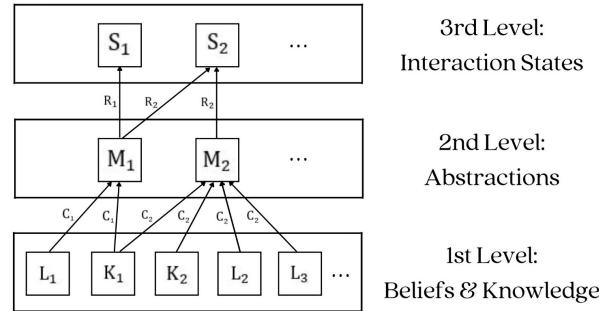 S₁ S₂ ...
3rd Level:
Interaction States
R₁ R₂ R₂
M₁ M₂ ...
2nd Level:
Abstractions
C₁ C₁ C₂ C₂ C₂ C₂
L₁ K₁ K₂ L₂ L₃ ...
1st Level:
Beliefs & Knowledge